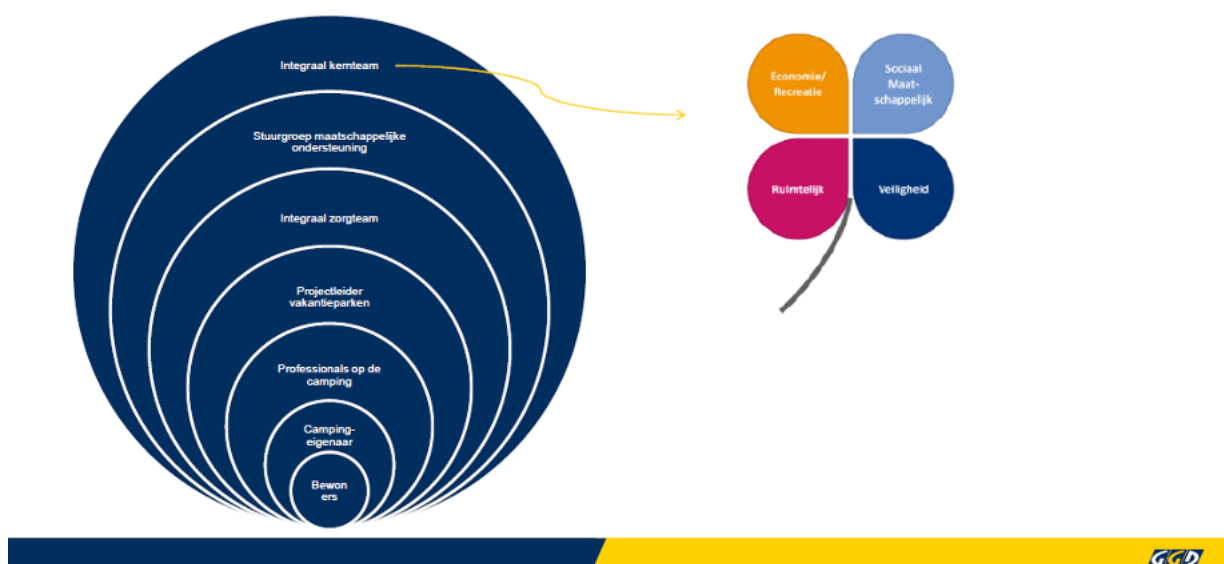 Integraal kernteam
Stuurgroep maatschappelijke
ondersteuning
Integraal zorgteam
Projectleider
vakantieparken
Professionals op de
camping
Camping-
eigenaar
Bewon
ers
Economie/
Recreatie
Sociaal
Maat-
schappelijk
Ruimtelijk
Veiligheid
GGD